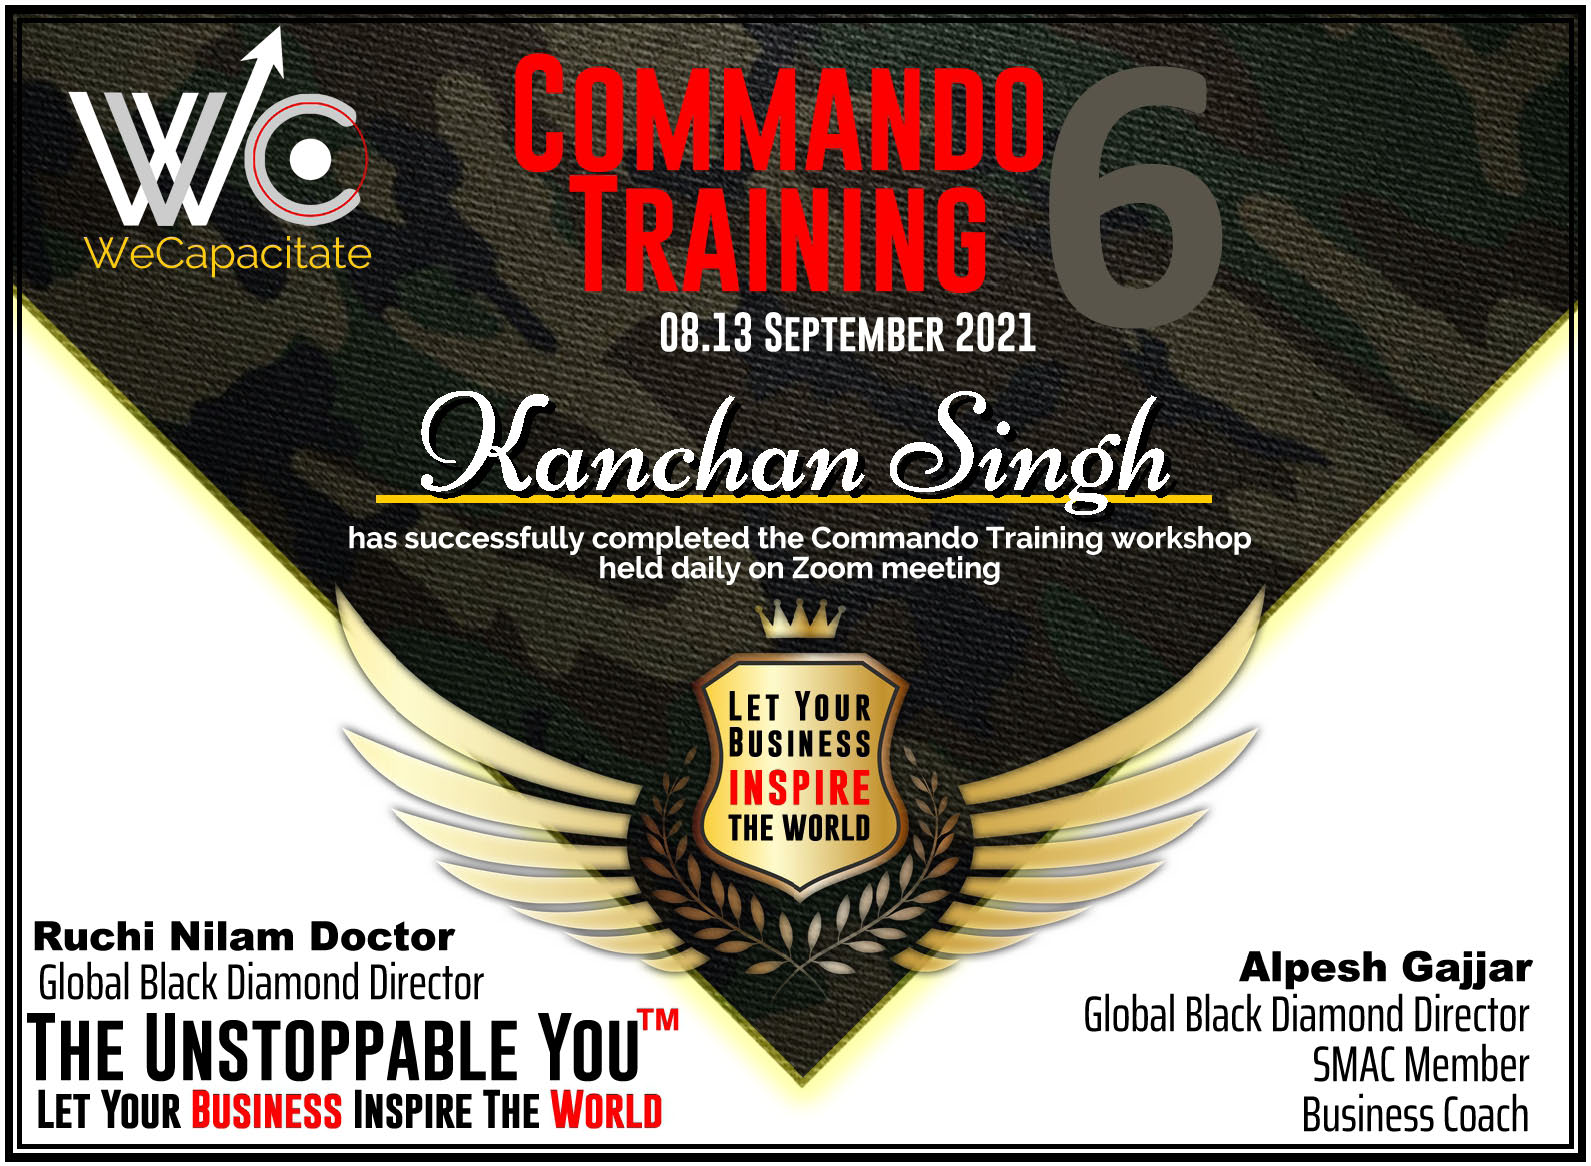 WC
WeCapacitate
COMMANDO
TRAINING
6
08.13 SEPTEMBER 2021
Kanchan Singh
has successfully completed the Commando Training workshop
held daily on Zoom meeting
LET YOUR
BUSINESS
INSPIRE
THE WORLD
Ruchi Nilam Doctor
Global Black Diamond Director
THE UNSTOPPABLE YOU™
LET YOUR BUSINESS INSPIRE THE WORLD
Alpesh Gajjar
Global Black Diamond Director
SMAC Member
Business Coach